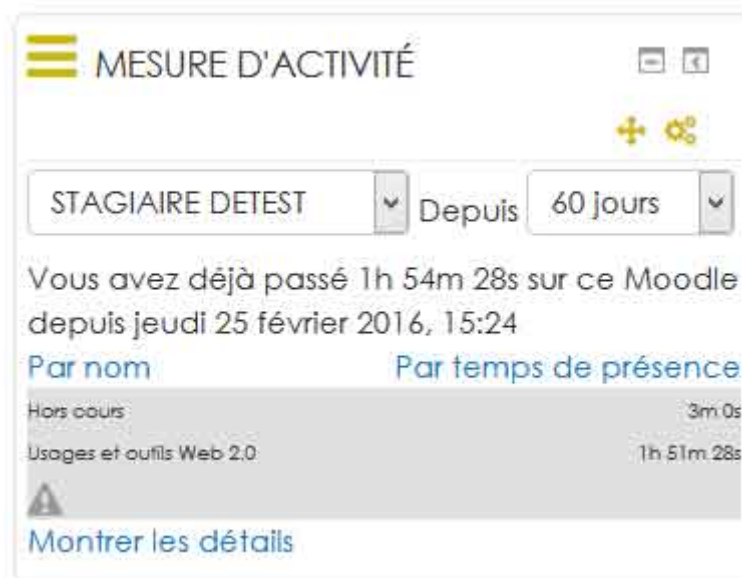 MESURE D'ACTIVITÉ
STAGIAIRE DETEST Depuis 60 jours
Vous avez déjà passé 1h 54m 28s sur ce Moodle
depuis jeudi 25 février 2016, 15:24
Par nom Par temps de présence
Hors cours 3m 0s
Usages et outils Web 2.0 1h 51m 28s
Montrer les détails